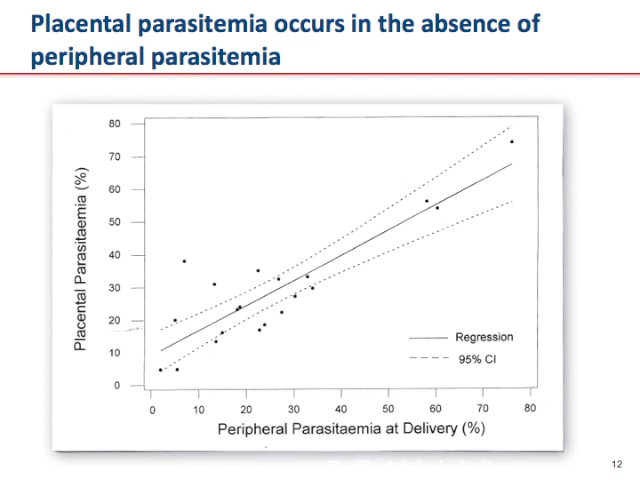 Placental parasitemia occurs in the absence of
peripheral parasitemia
80
70
60
50
40
30
20
10
0
Placental Parasitaemia (%)
Regression
95% CI
0 10 20 30 40 50 60 70 80
Peripheral Parasitaemia at Delivery (%)
12